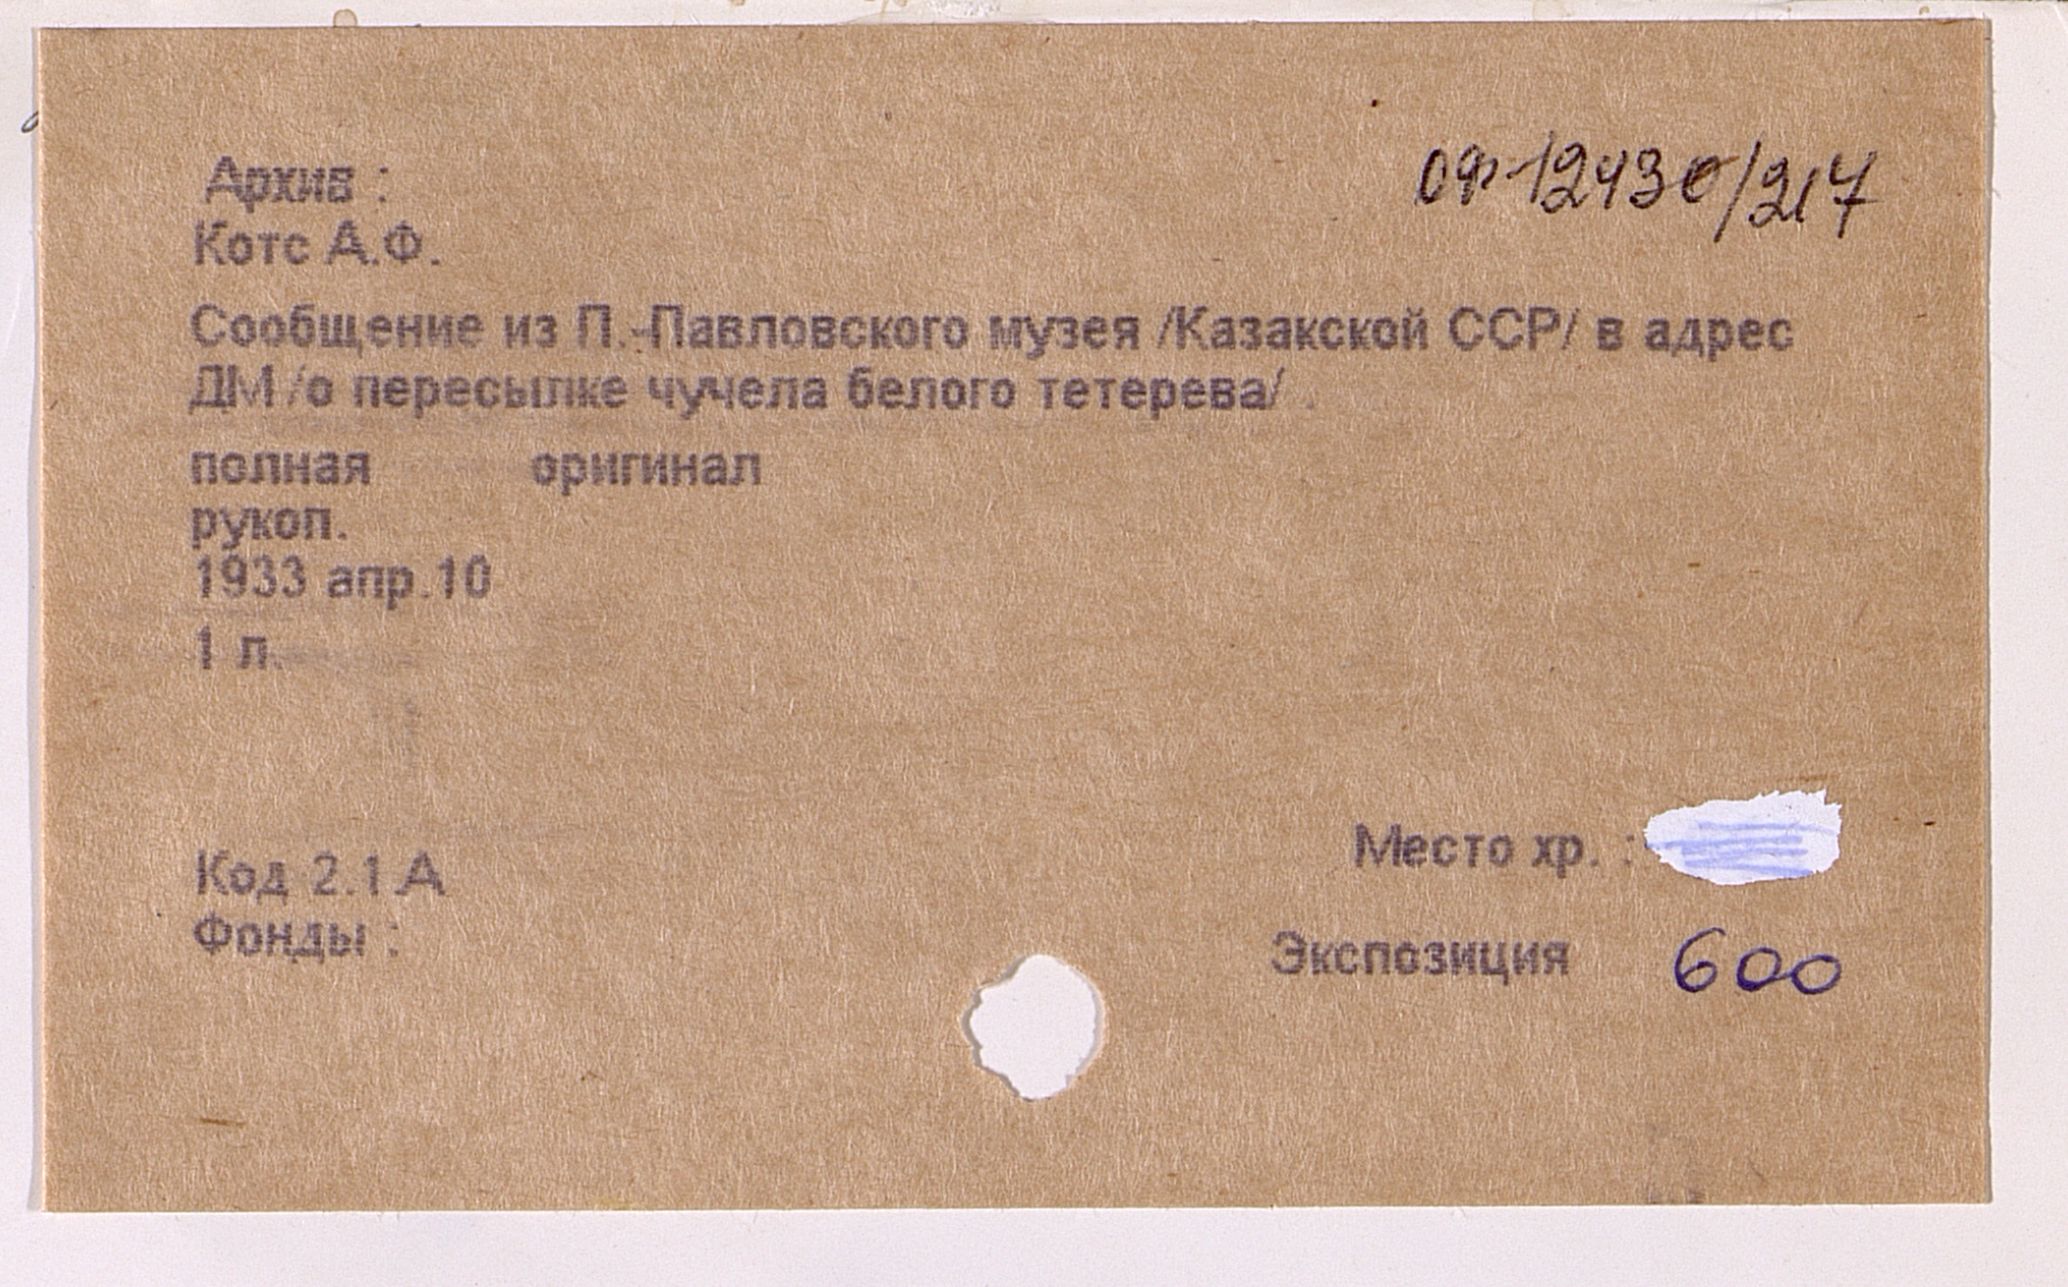 Архив :
ОФ-12430/217
Котс А.Ф.
Сообщение из П.-Павловского музея /Казакской ССР/ в адрес
ДМ /о пересылке чучела белого тетерева/ .
полная оригинал
рукоп.
1933 апр.10
1 л.
Место хр. :
Код 2.1.А
Фонды :
Экспозиция 600